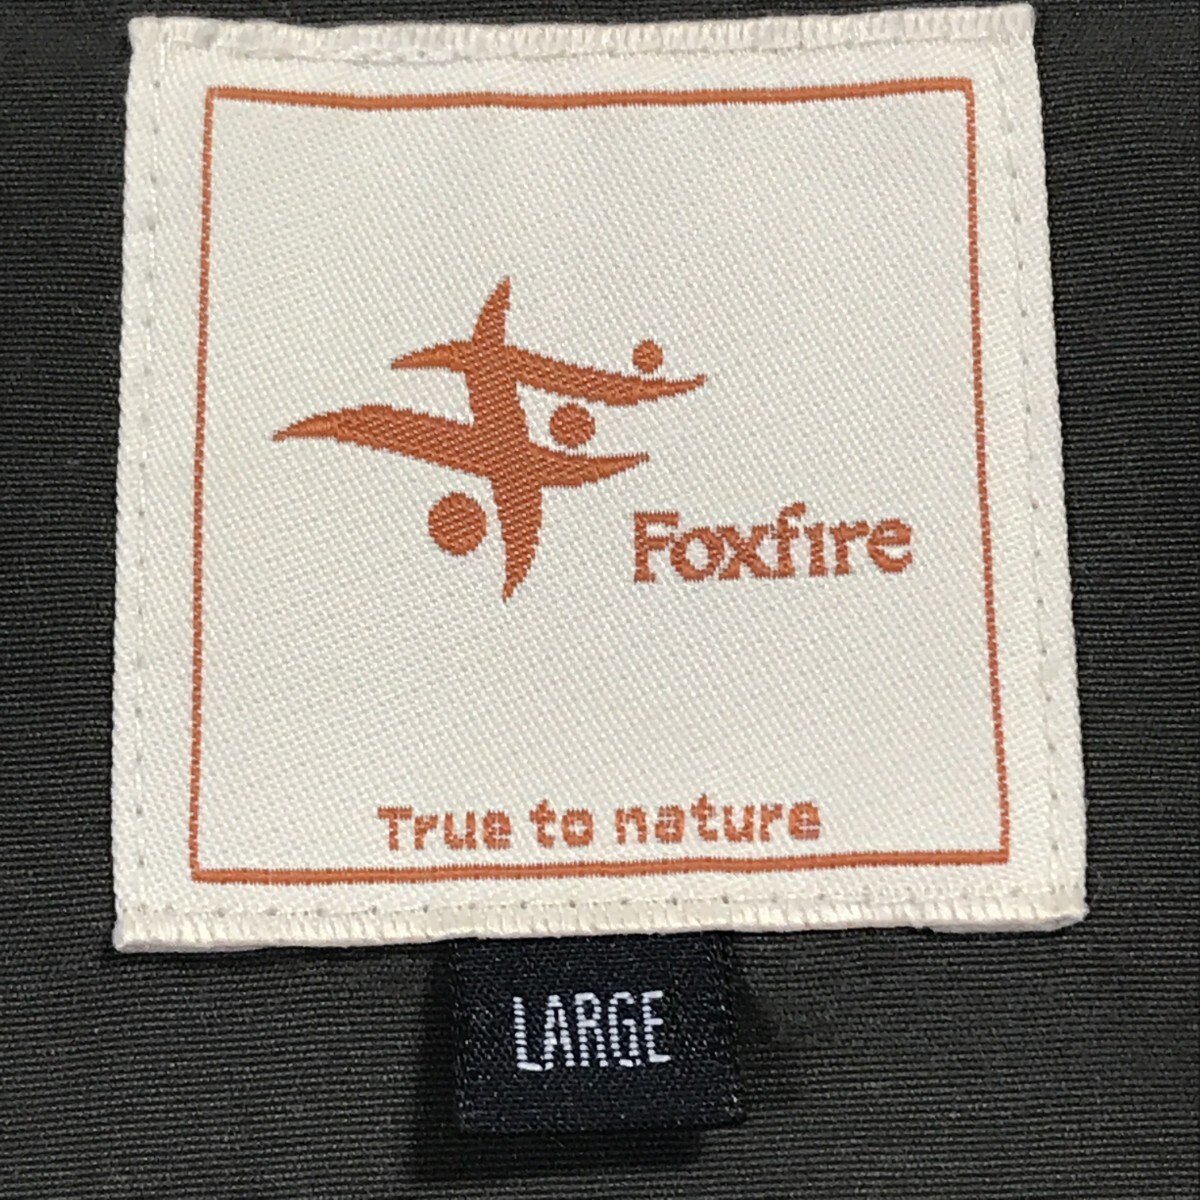 Foxfire
True to nature
LARGE